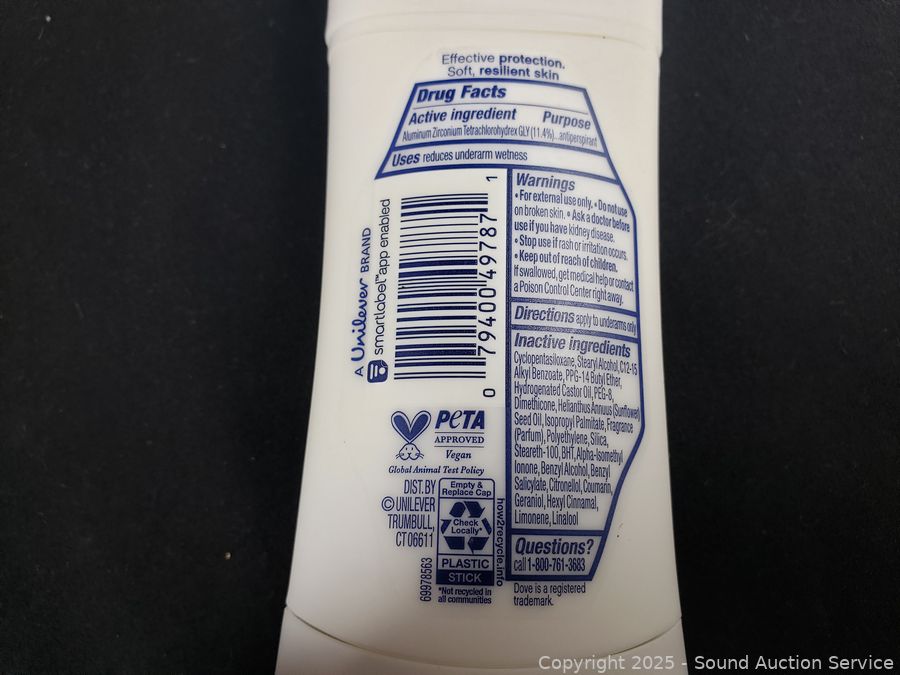 Effective protection.
Soft, resilient skin
Drug Facts
Active ingredient Purpose
Aluminum Zirconium Tetrachlorohydrex GLY (11.4%)...antiperspirant
Uses reduces underarm wetness
Warnings
• For external use only. • Do not use
on broken skin. • Ask a doctor before
use if you have kidney disease.
• Stop use if rash or irritation occurs.
• Keep out of reach of children.
If swallowed, get medical help or contact
a Poison Control Center right away.
Directions apply to underarms only
Inactive ingredients
Cyclopentasiloxane, Stearyl Alcohol, C12-15
Alkyl Benzoate, PPG-14 Butyl Ether,
Hydrogenated Castor Oil, PEG-8,
Dimethicone, Helianthus Annuus (Sunflower)
Seed Oil, Isopropyl Palmitate, Fragrance
(Parfum), Polyethylene, Silica,
Steareth-100, BHT, Alpha-Isomethyl
Ionone, Benzyl Alcohol, Benzyl
Salicylate, Citronellol, Coumarin,
Geraniol, Hexyl Cinnamal,
Limonene, Linalool
Questions?
call 1-800-761-3683
Dove is a registered
trademark.
A Unilever BRAND
smartlabel™ app enabled
0 79400 49787 1
PETA
APPROVED
Vegan
Global Animal Test Policy
DIST. BY
© UNILEVER
TRUMBULL,
CT 06611
69978563
Empty &
Replace Cap
Check
Locally*
PLASTIC
STICK
*Not recycled in
all communities
how2recycle.info
Copyright 2025 - Sound Auction Service